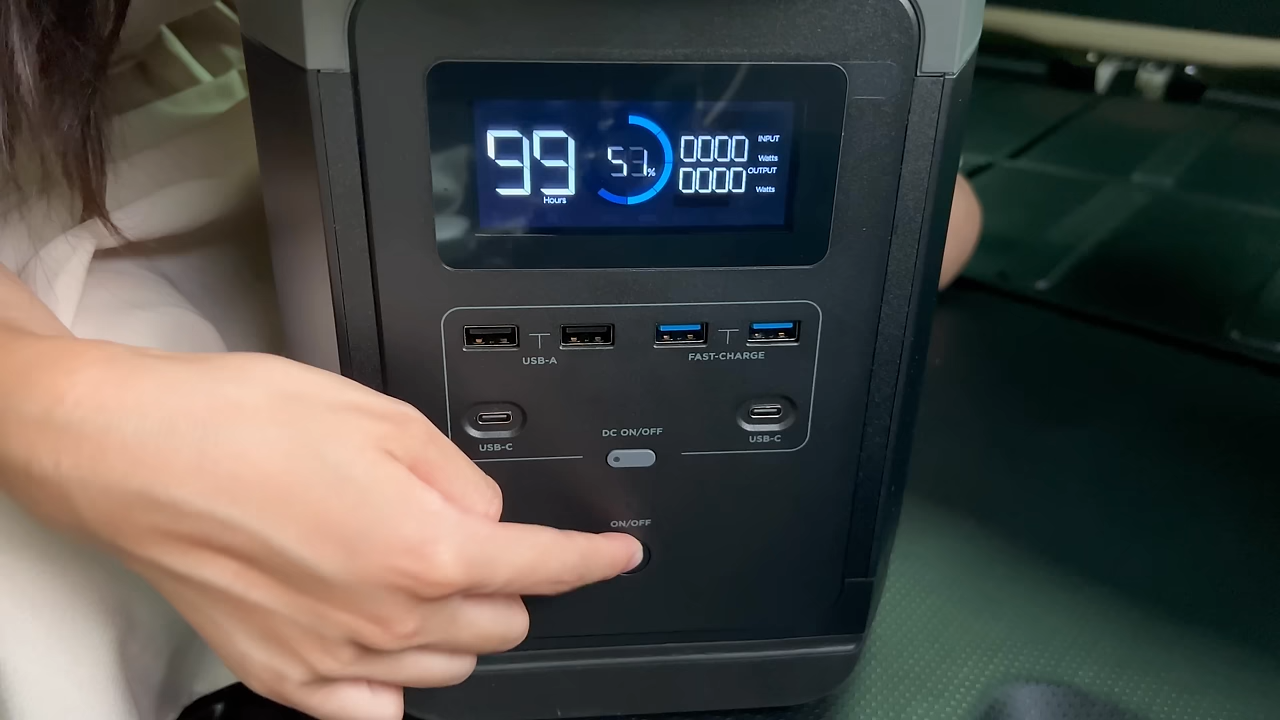 99
Hours
53%
0000
INPUT
Watts
0000
OUTPUT
Watts
USB-A
FAST-CHARGE
USB-C
DC ON/OFF
USB-C
ON/OFF